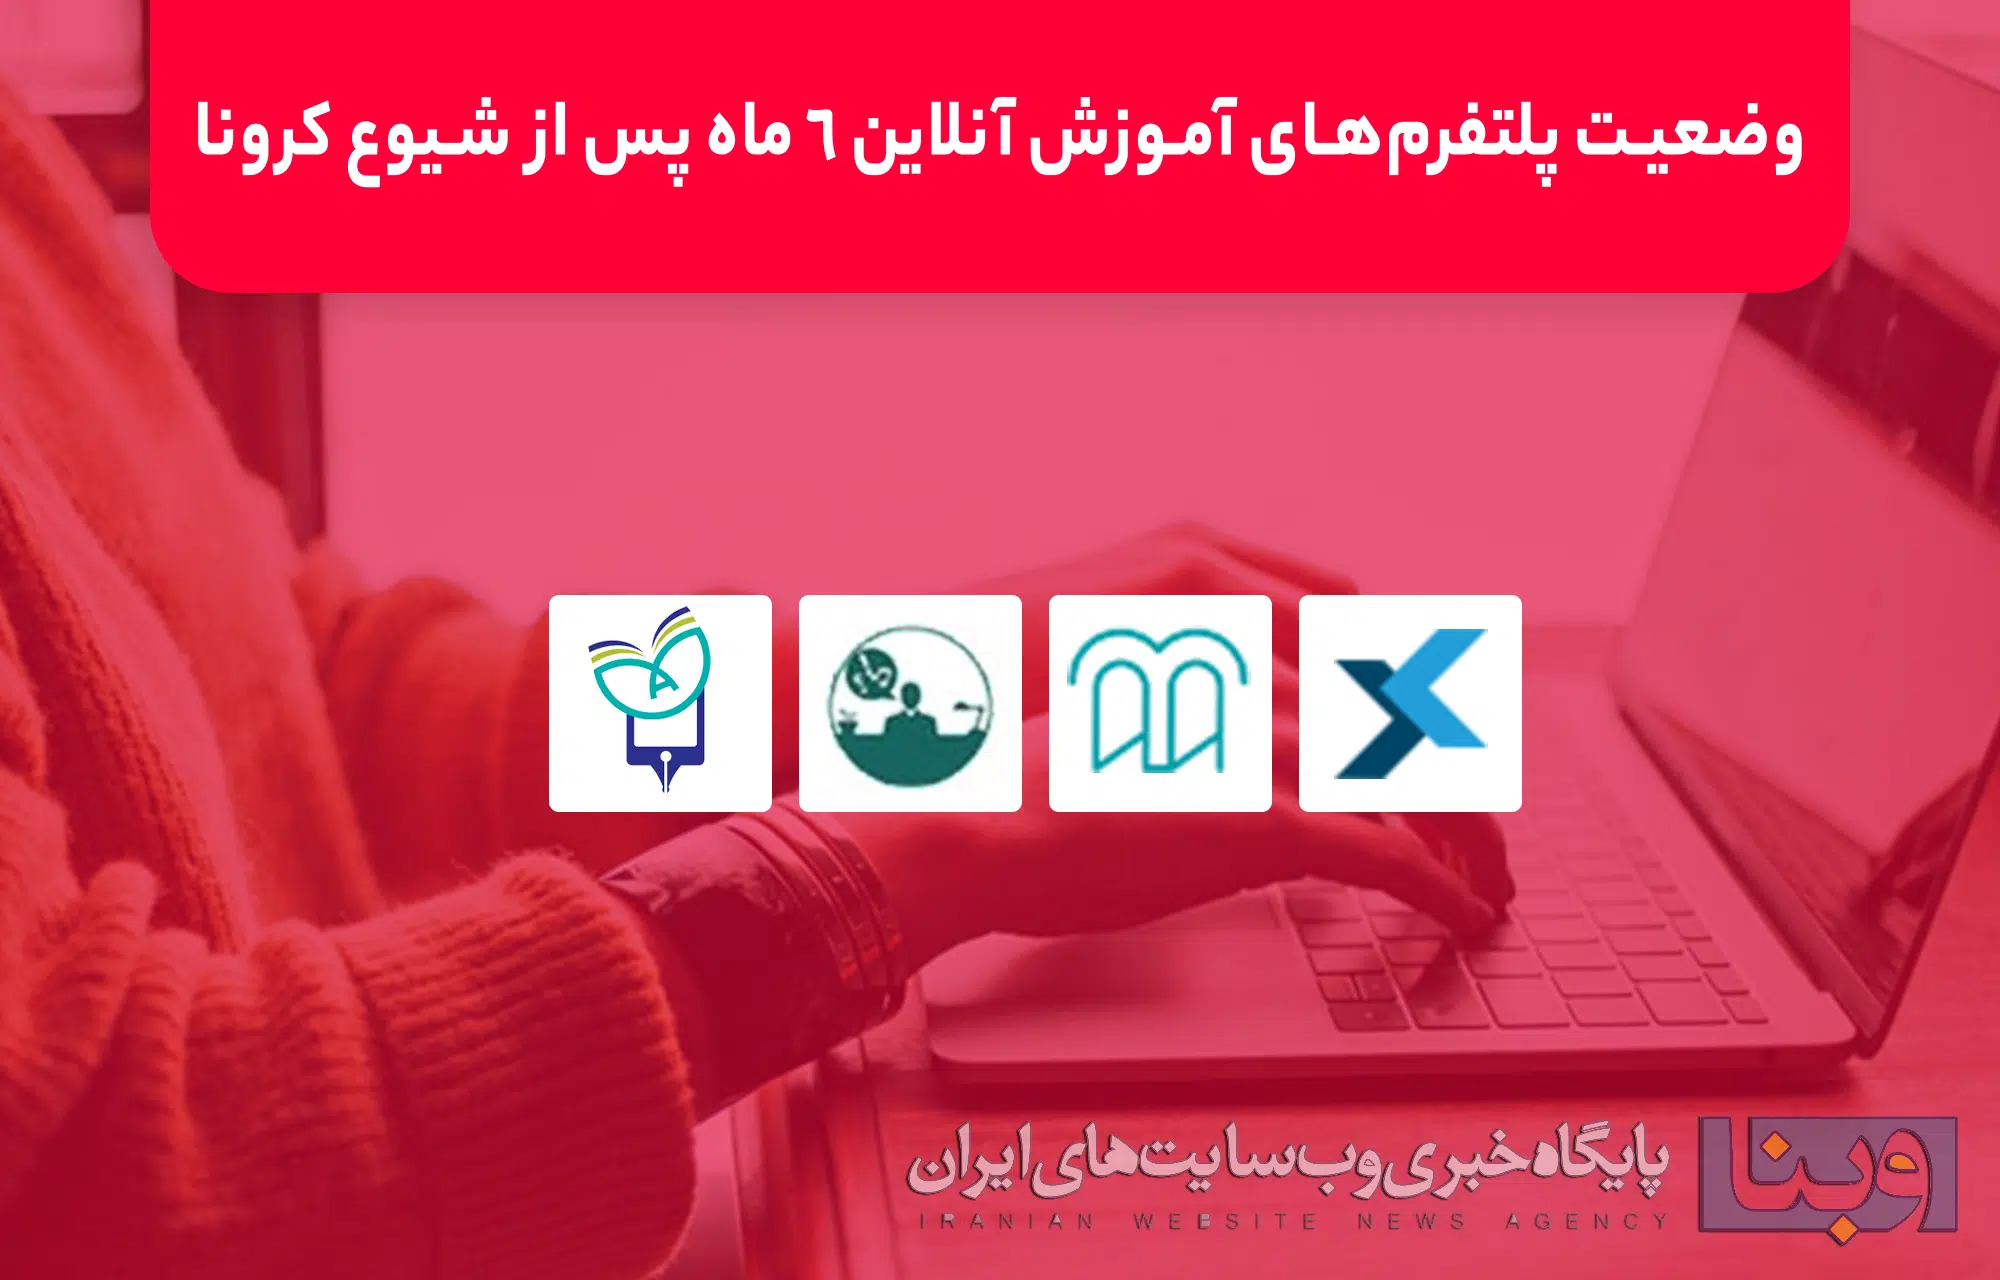 وضعیت پلتفرم‌های آموزش آنلاین ٦ ماه پس از شیوع کرونا
A
پایگاه خبری وب‌سایت‌های ایران
وبنا
IRANIAN WEBSITE NEWS AGENCY